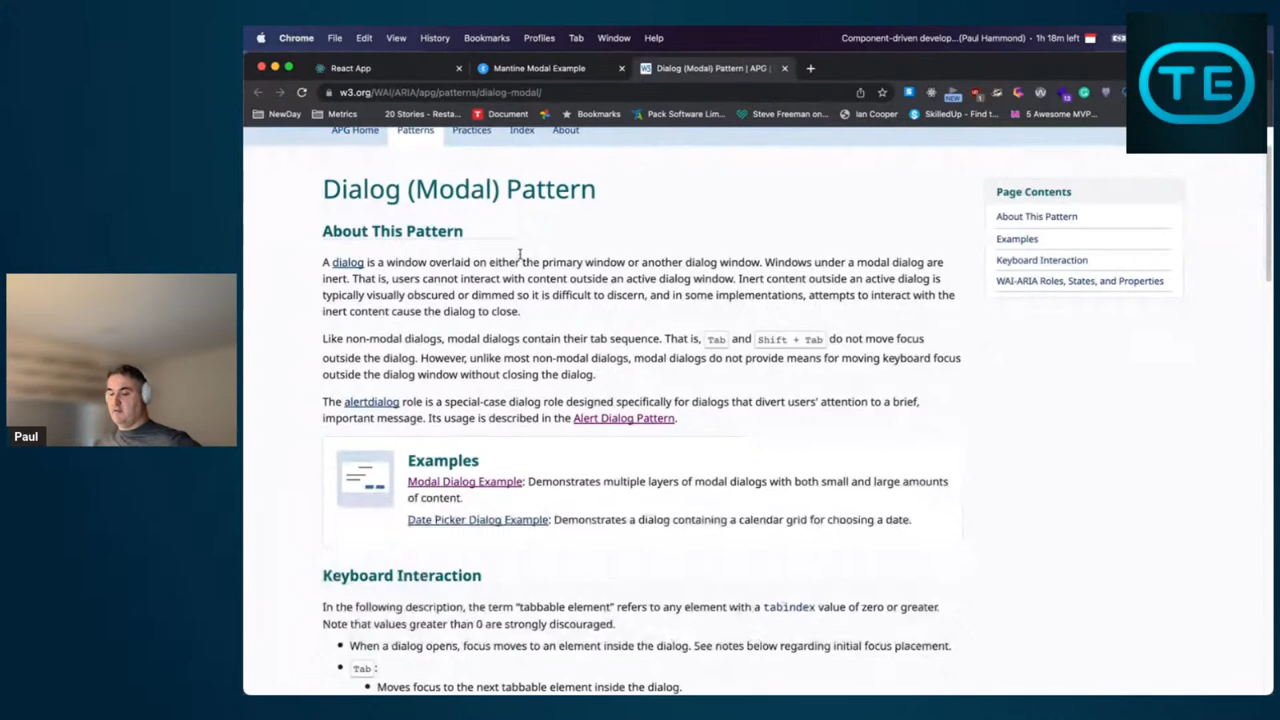 Chrome File Edit View History Bookmarks Profiles Tab Window Help Component-driven develop...(Paul Hammond) • 1h 18m left
TE
React App
Mantine Modal Example
Dialog (Modal) Pattern | APG |
w3.org/WAI/ARIA/apg/patterns/dialog-modal/
NEW
NewDay Metrics 20 Stories - Resta... Document Bookmarks Pack Software Lim... Steve Freeman on... Ian Cooper SkilledUp - Find t... 5 Awesome MVP...
APG Home Patterns Practices Index About
Dialog (Modal) Pattern
About This Pattern
A dialog is a window overlaid on either the primary window or another dialog window. Windows under a modal dialog are
inert. That is, users cannot interact with content outside an active dialog window. Inert content outside an active dialog is
typically visually obscured or dimmed so it is difficult to discern, and in some implementations, attempts to interact with the
inert content cause the dialog to close.
Like non-modal dialogs, modal dialogs contain their tab sequence. That is, Tab and Shift + Tab do not move focus
outside the dialog. However, unlike most non-modal dialogs, modal dialogs do not provide means for moving keyboard focus
outside the dialog window without closing the dialog.
The alertdialog role is a special-case dialog role designed specifically for dialogs that divert users' attention to a brief,
important message. Its usage is described in the Alert Dialog Pattern.
Examples
Modal Dialog Example: Demonstrates multiple layers of modal dialogs with both small and large amounts
of content.
Date Picker Dialog Example: Demonstrates a dialog containing a calendar grid for choosing a date.
Keyboard Interaction
In the following description, the term "tabbable element" refers to any element with a tabindex value of zero or greater.
Note that values greater than 0 are strongly discouraged.
• When a dialog opens, focus moves to an element inside the dialog. See notes below regarding initial focus placement.
• Tab:
• Moves focus to the next tabbable element inside the dialog.
Page Contents
About This Pattern
Examples
Keyboard Interaction
WAI-ARIA Roles, States, and Properties
Paul